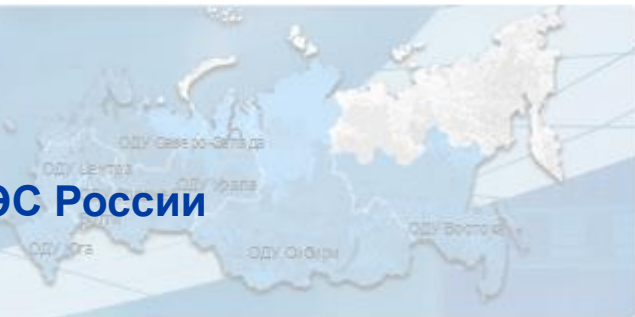 ОДУ Северо-Запада
ОДУ Центра
ОДУ Урала
ЭС России
ОДУ Юга
ОДУ Сибири
ОДУ Востока